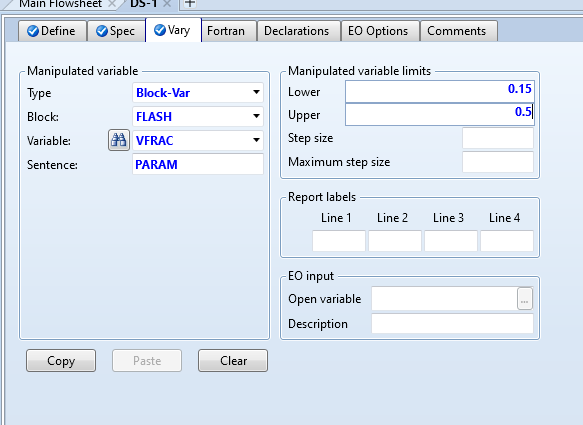 Main Flowsheet DS-1
Define Spec Vary Fortran Declarations EO Options Comments
Manipulated variable
Type Block-Var
Block: FLASH
Variable: VFRAC
Sentence: PARAM
Manipulated variable limits
Lower 0.15
Upper 0.5
Step size
Maximum step size
Report labels
Line 1 Line 2 Line 3 Line 4
EO input
Open variable ...
Description
Copy Paste Clear